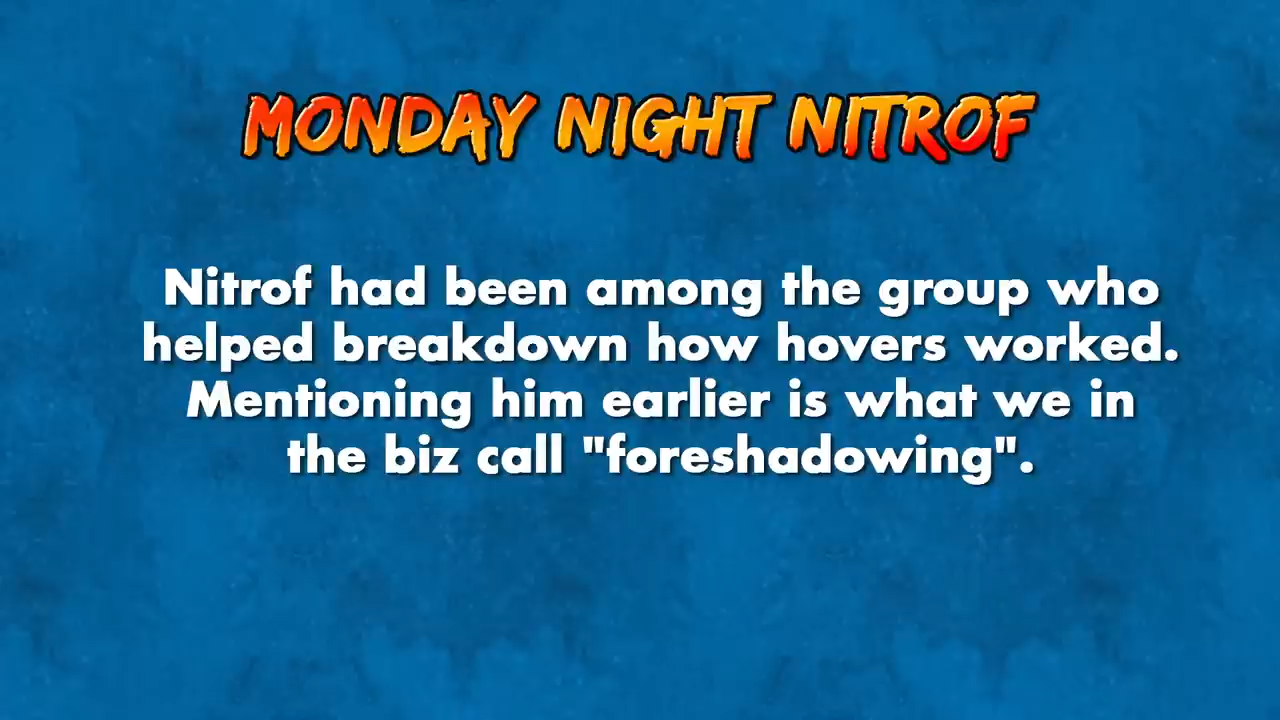 MONDAY NIGHT NITROF
Nitrof had been among the group who
helped breakdown how hovers worked.
Mentioning him earlier is what we in
the biz call "foreshadowing".